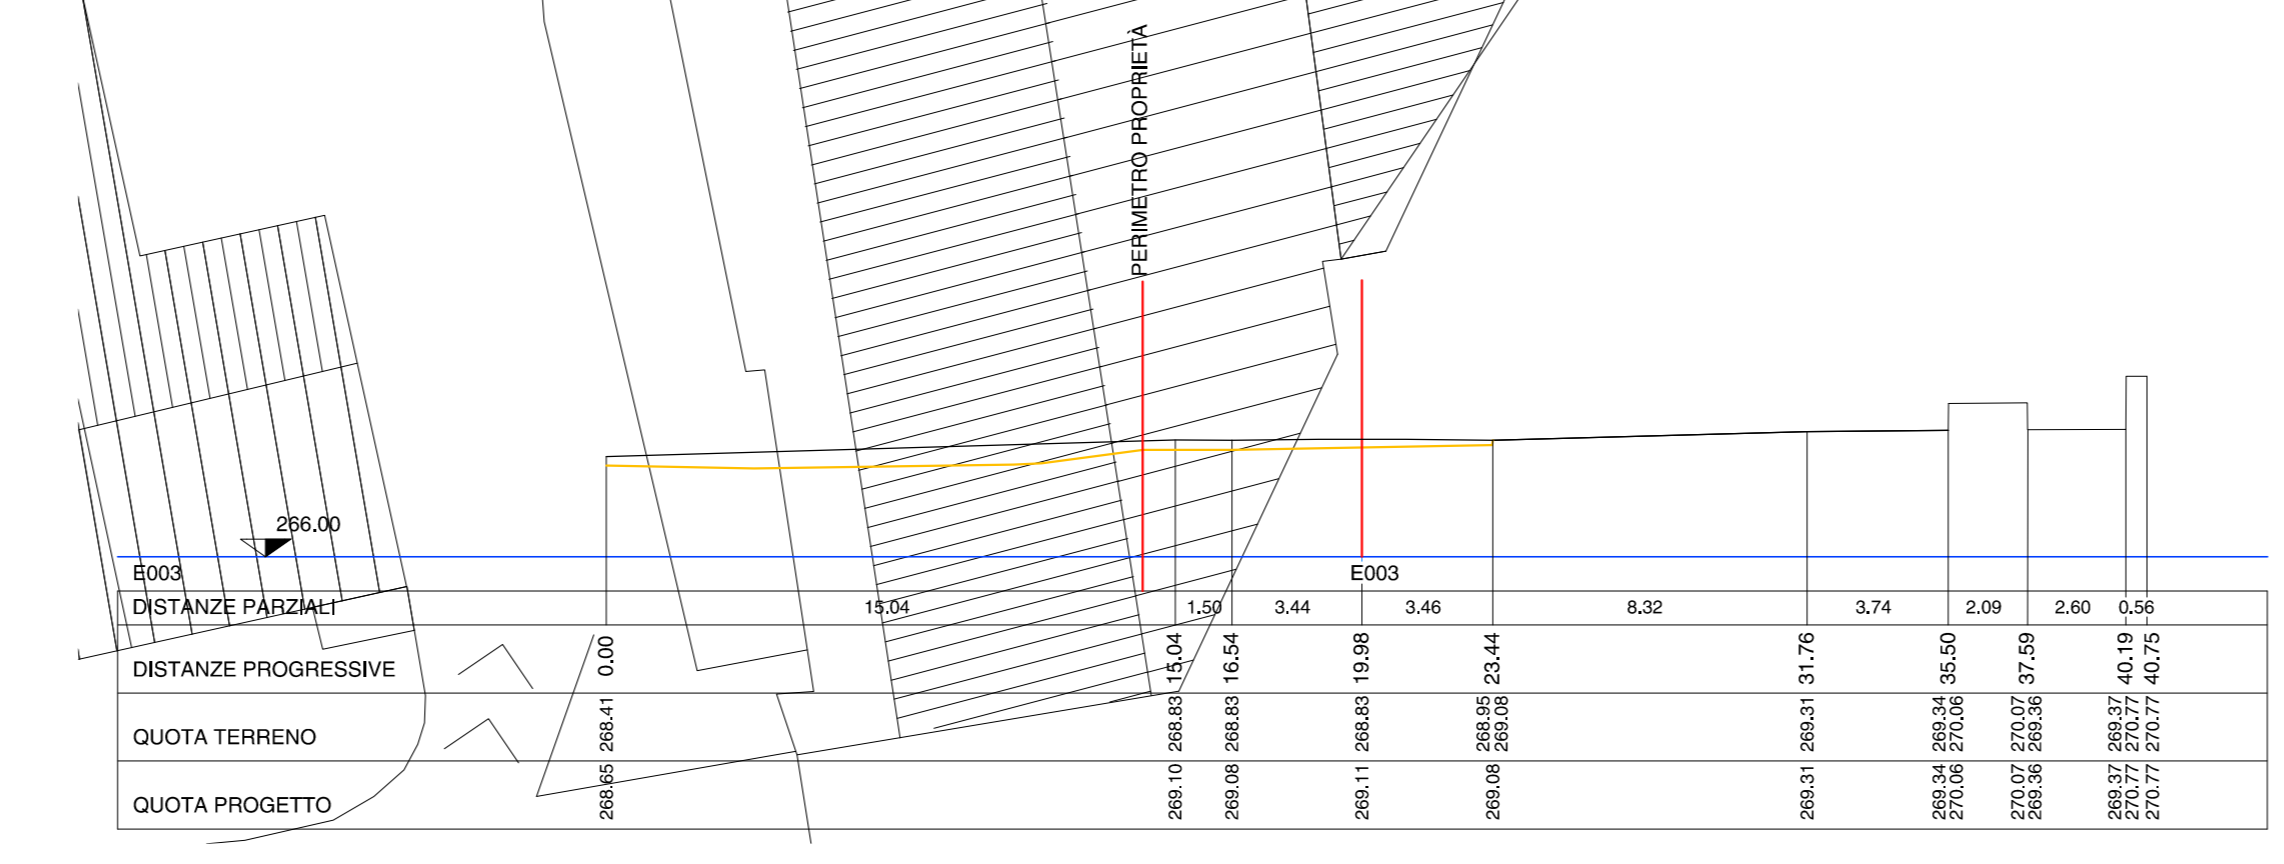 PERIMETRO PROPRIETÀ
266.00
E003 E003
DISTANZE PARZIALI 15.04 1.50 3.44 3.46 8.32 3.74 2.09 2.60 0.56
DISTANZE PROGRESSIVE 0.00 15.04 16.54 19.98 23.44 31.76 35.50 37.59 40.19 40.75
QUOTA TERRENO 268.41 268.83 268.83 268.83 268.95 269.08 269.31 269.34 270.06 270.07 269.36 269.37 270.77 270.77
QUOTA PROGETTO 268.65 269.10 269.08 269.11 269.08 269.31 269.34 270.06 270.07 269.36 269.37 270.77 270.77